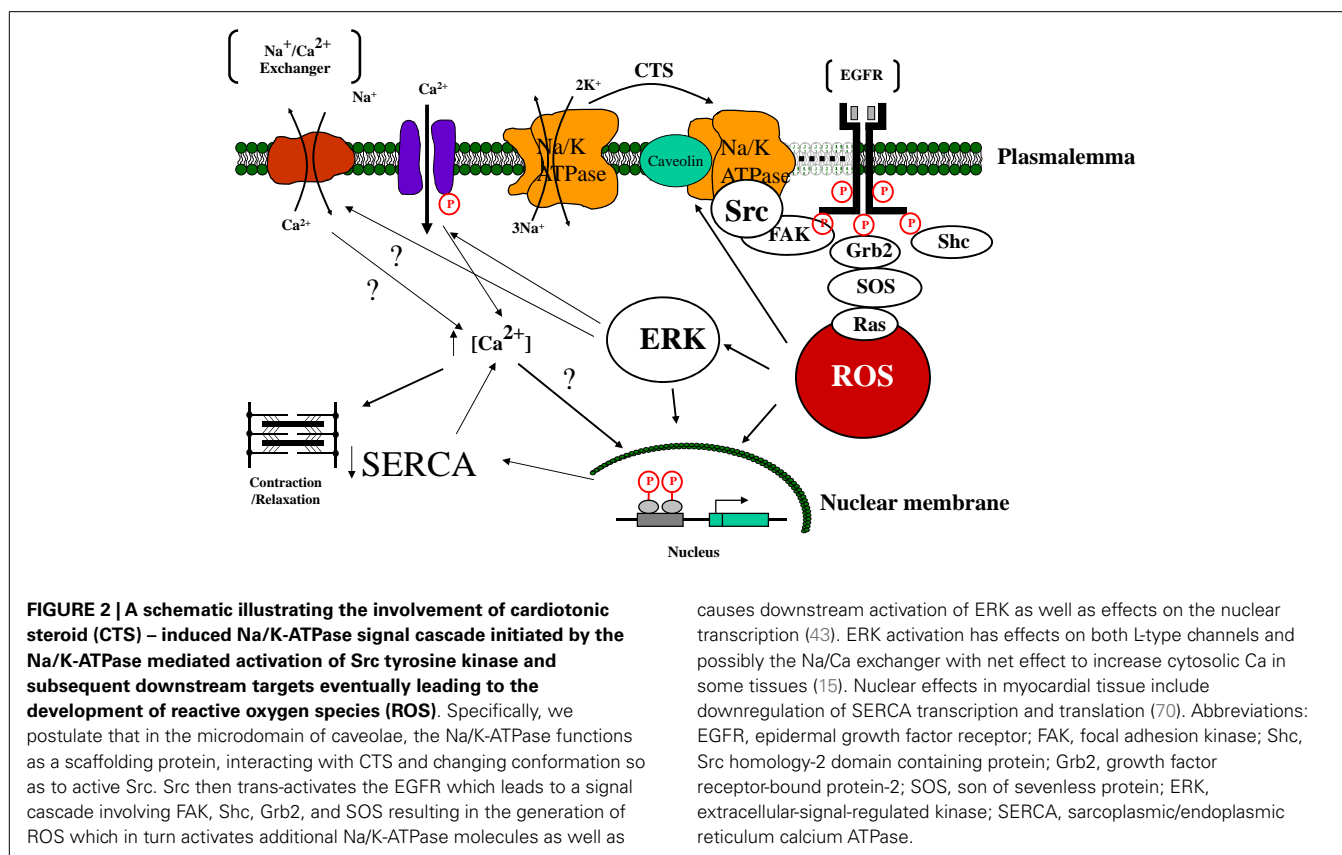 Na⁺/Ca²⁺
Exchanger
Na⁺
Ca²⁺
2K⁺
CTS
EGFR
Na/K
ATPase
Caveolin
Na/K
ATPase
Plasmalemma
P
P
P
P
P
P
Ca²⁺
3Na⁺
Src
FAK
Grb2
Shc
SOS
Ras
?
?
ERK
ROS
[Ca²⁺]
?
SERCA
Contraction
/Relaxation
P P
Nuclear membrane
Nucleus
FIGURE 2 | A schematic illustrating the involvement of cardiotonic
steroid (CTS) – induced Na/K-ATPase signal cascade initiated by the
Na/K-ATPase mediated activation of Src tyrosine kinase and
subsequent downstream targets eventually leading to the
development of reactive oxygen species (ROS). Specifically, we
postulate that in the microdomain of caveolae, the Na/K-ATPase functions
as a scaffolding protein, interacting with CTS and changing conformation so
as to active Src. Src then trans-activates the EGFR which leads to a signal
cascade involving FAK, Shc, Grb2, and SOS resulting in the generation of
ROS which in turn activates additional Na/K-ATPase molecules as well as
causes downstream activation of ERK as well as effects on the nuclear
transcription (43). ERK activation has effects on both L-type channels and
possibly the Na/Ca exchanger with net effect to increase cytosolic Ca in
some tissues (15). Nuclear effects in myocardial tissue include
downregulation of SERCA transcription and translation (70). Abbreviations:
EGFR, epidermal growth factor receptor; FAK, focal adhesion kinase; Shc,
Src homology-2 domain containing protein; Grb2, growth factor
receptor-bound protein-2; SOS, son of sevenless protein; ERK,
extracellular-signal-regulated kinase; SERCA, sarcoplasmic/endoplasmic
reticulum calcium ATPase.